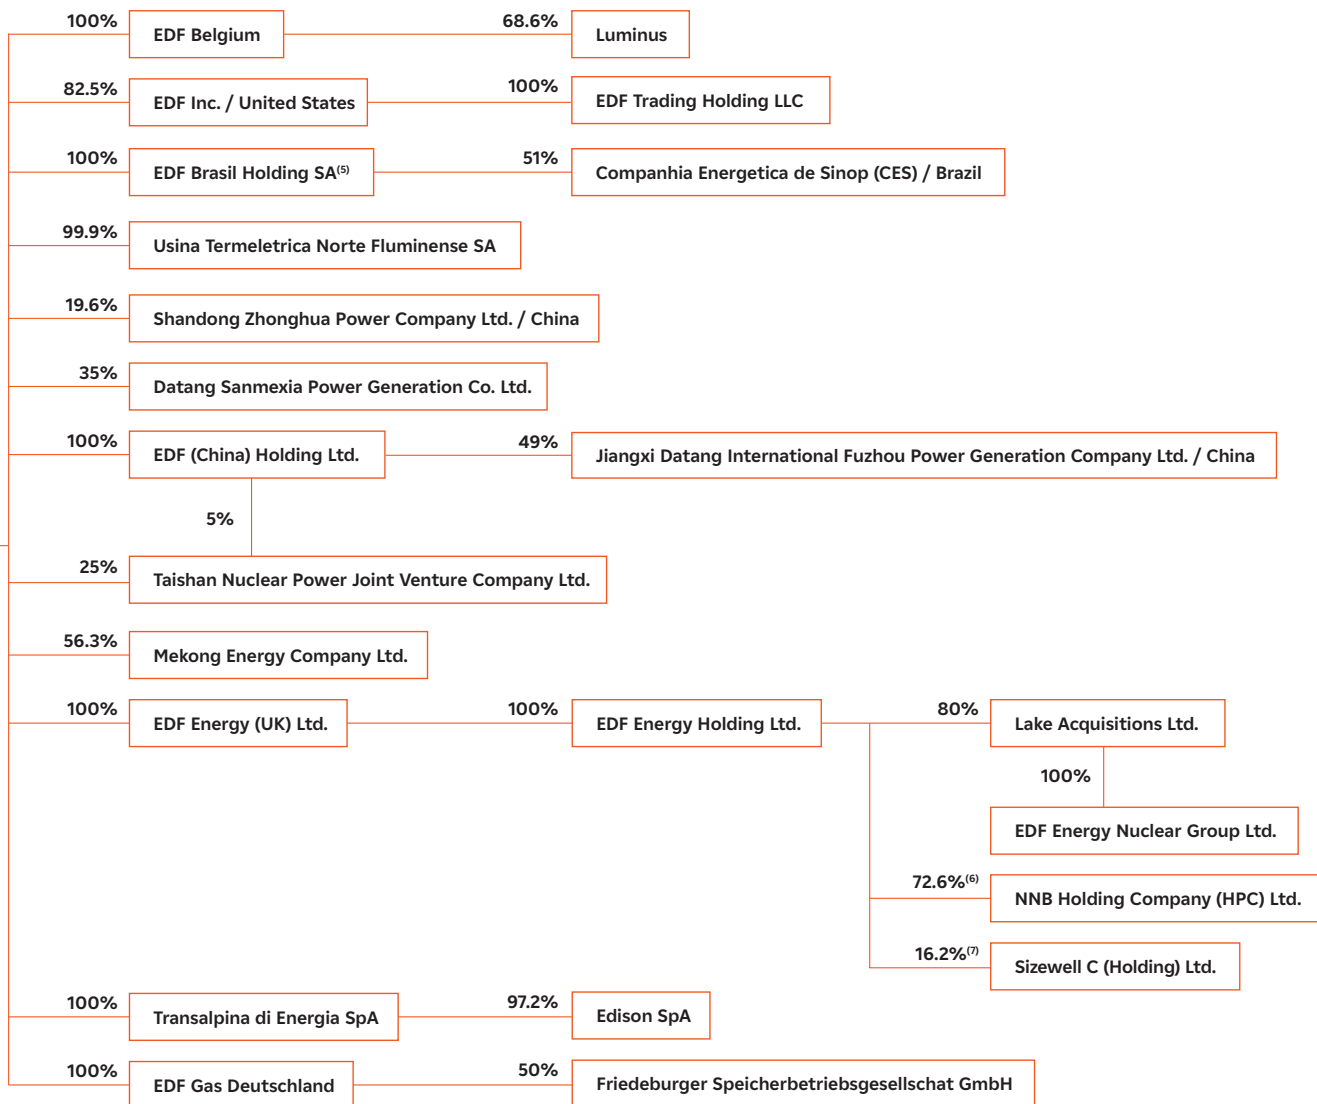 100%
EDF Belgium
68.6%
Luminus
82.5%
EDF Inc. / United States
100%
EDF Trading Holding LLC
100%
EDF Brasil Holding SA(5)
51%
Companhia Energetica de Sinop (CES) / Brazil
99.9%
Usina Termeletrica Norte Fluminense SA
19.6%
Shandong Zhonghua Power Company Ltd. / China
35%
Datang Sanmexia Power Generation Co. Ltd.
100%
EDF (China) Holding Ltd.
49%
Jiangxi Datang International Fuzhou Power Generation Company Ltd. / China
5%
25%
Taishan Nuclear Power Joint Venture Company Ltd.
56.3%
Mekong Energy Company Ltd.
100%
EDF Energy (UK) Ltd.
100%
EDF Energy Holding Ltd.
80%
Lake Acquisitions Ltd.
100%
EDF Energy Nuclear Group Ltd.
72.6%(6)
NNB Holding Company (HPC) Ltd.
16.2%(7)
Sizewell C (Holding) Ltd.
100%
Transalpina di Energia SpA
97.2%
Edison SpA
100%
EDF Gas Deutschland
50%
Friedeburger Speicherbetriebsgesellschat GmbH